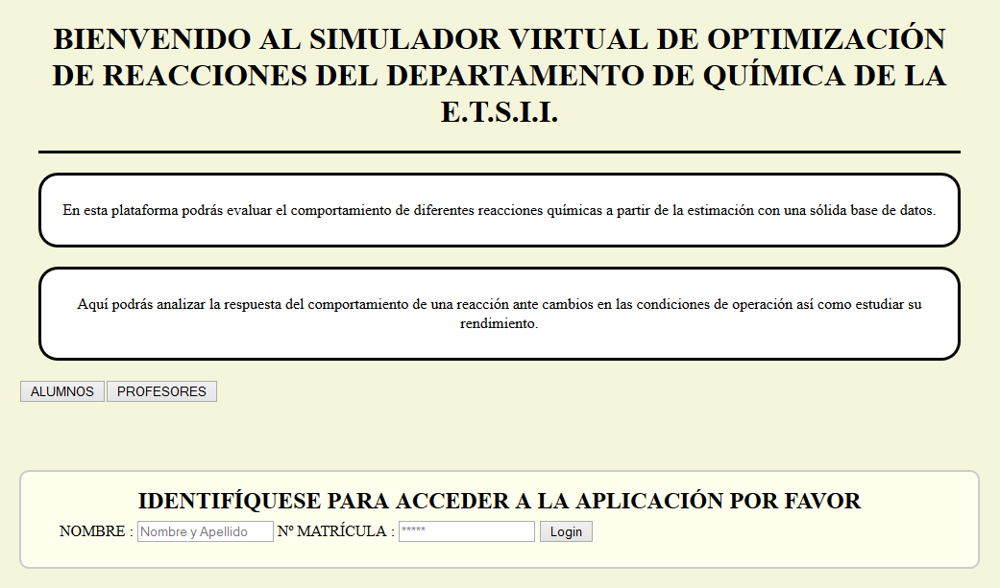 BIENVENIDO AL SIMULADOR VIRTUAL DE OPTIMIZACIÓN
DE REACCIONES DEL DEPARTAMENTO DE QUÍMICA DE LA
E.T.S.I.I.
En esta plataforma podrás evaluar el comportamiento de diferentes reacciones químicas a partir de la estimación con una sólida base de datos.
Aquí podrás analizar la respuesta del comportamiento de una reacción ante cambios en las condiciones de operación así como estudiar su
rendimiento.
ALUMNOS PROFESORES
IDENTIFÍQUESE PARA ACCEDER A LA APLICACIÓN POR FAVOR
NOMBRE : Nombre y Apellido Nº MATRÍCULA : ***** Login